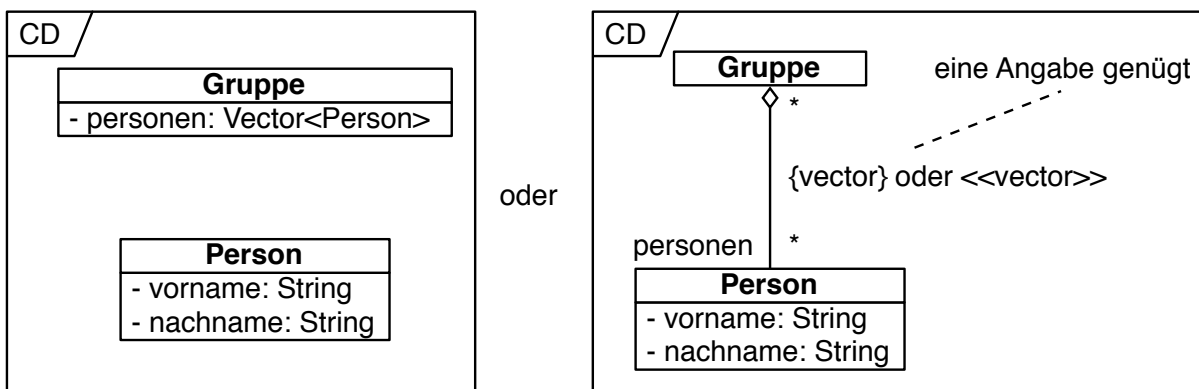 CD
Gruppe
- personen: Vector<Person>
Person
- vorname: String
- nachname: String
oder
CD
Gruppe
eine Angabe genügt
*
{vector} oder <<vector>>
personen *
Person
- vorname: String
- nachname: String